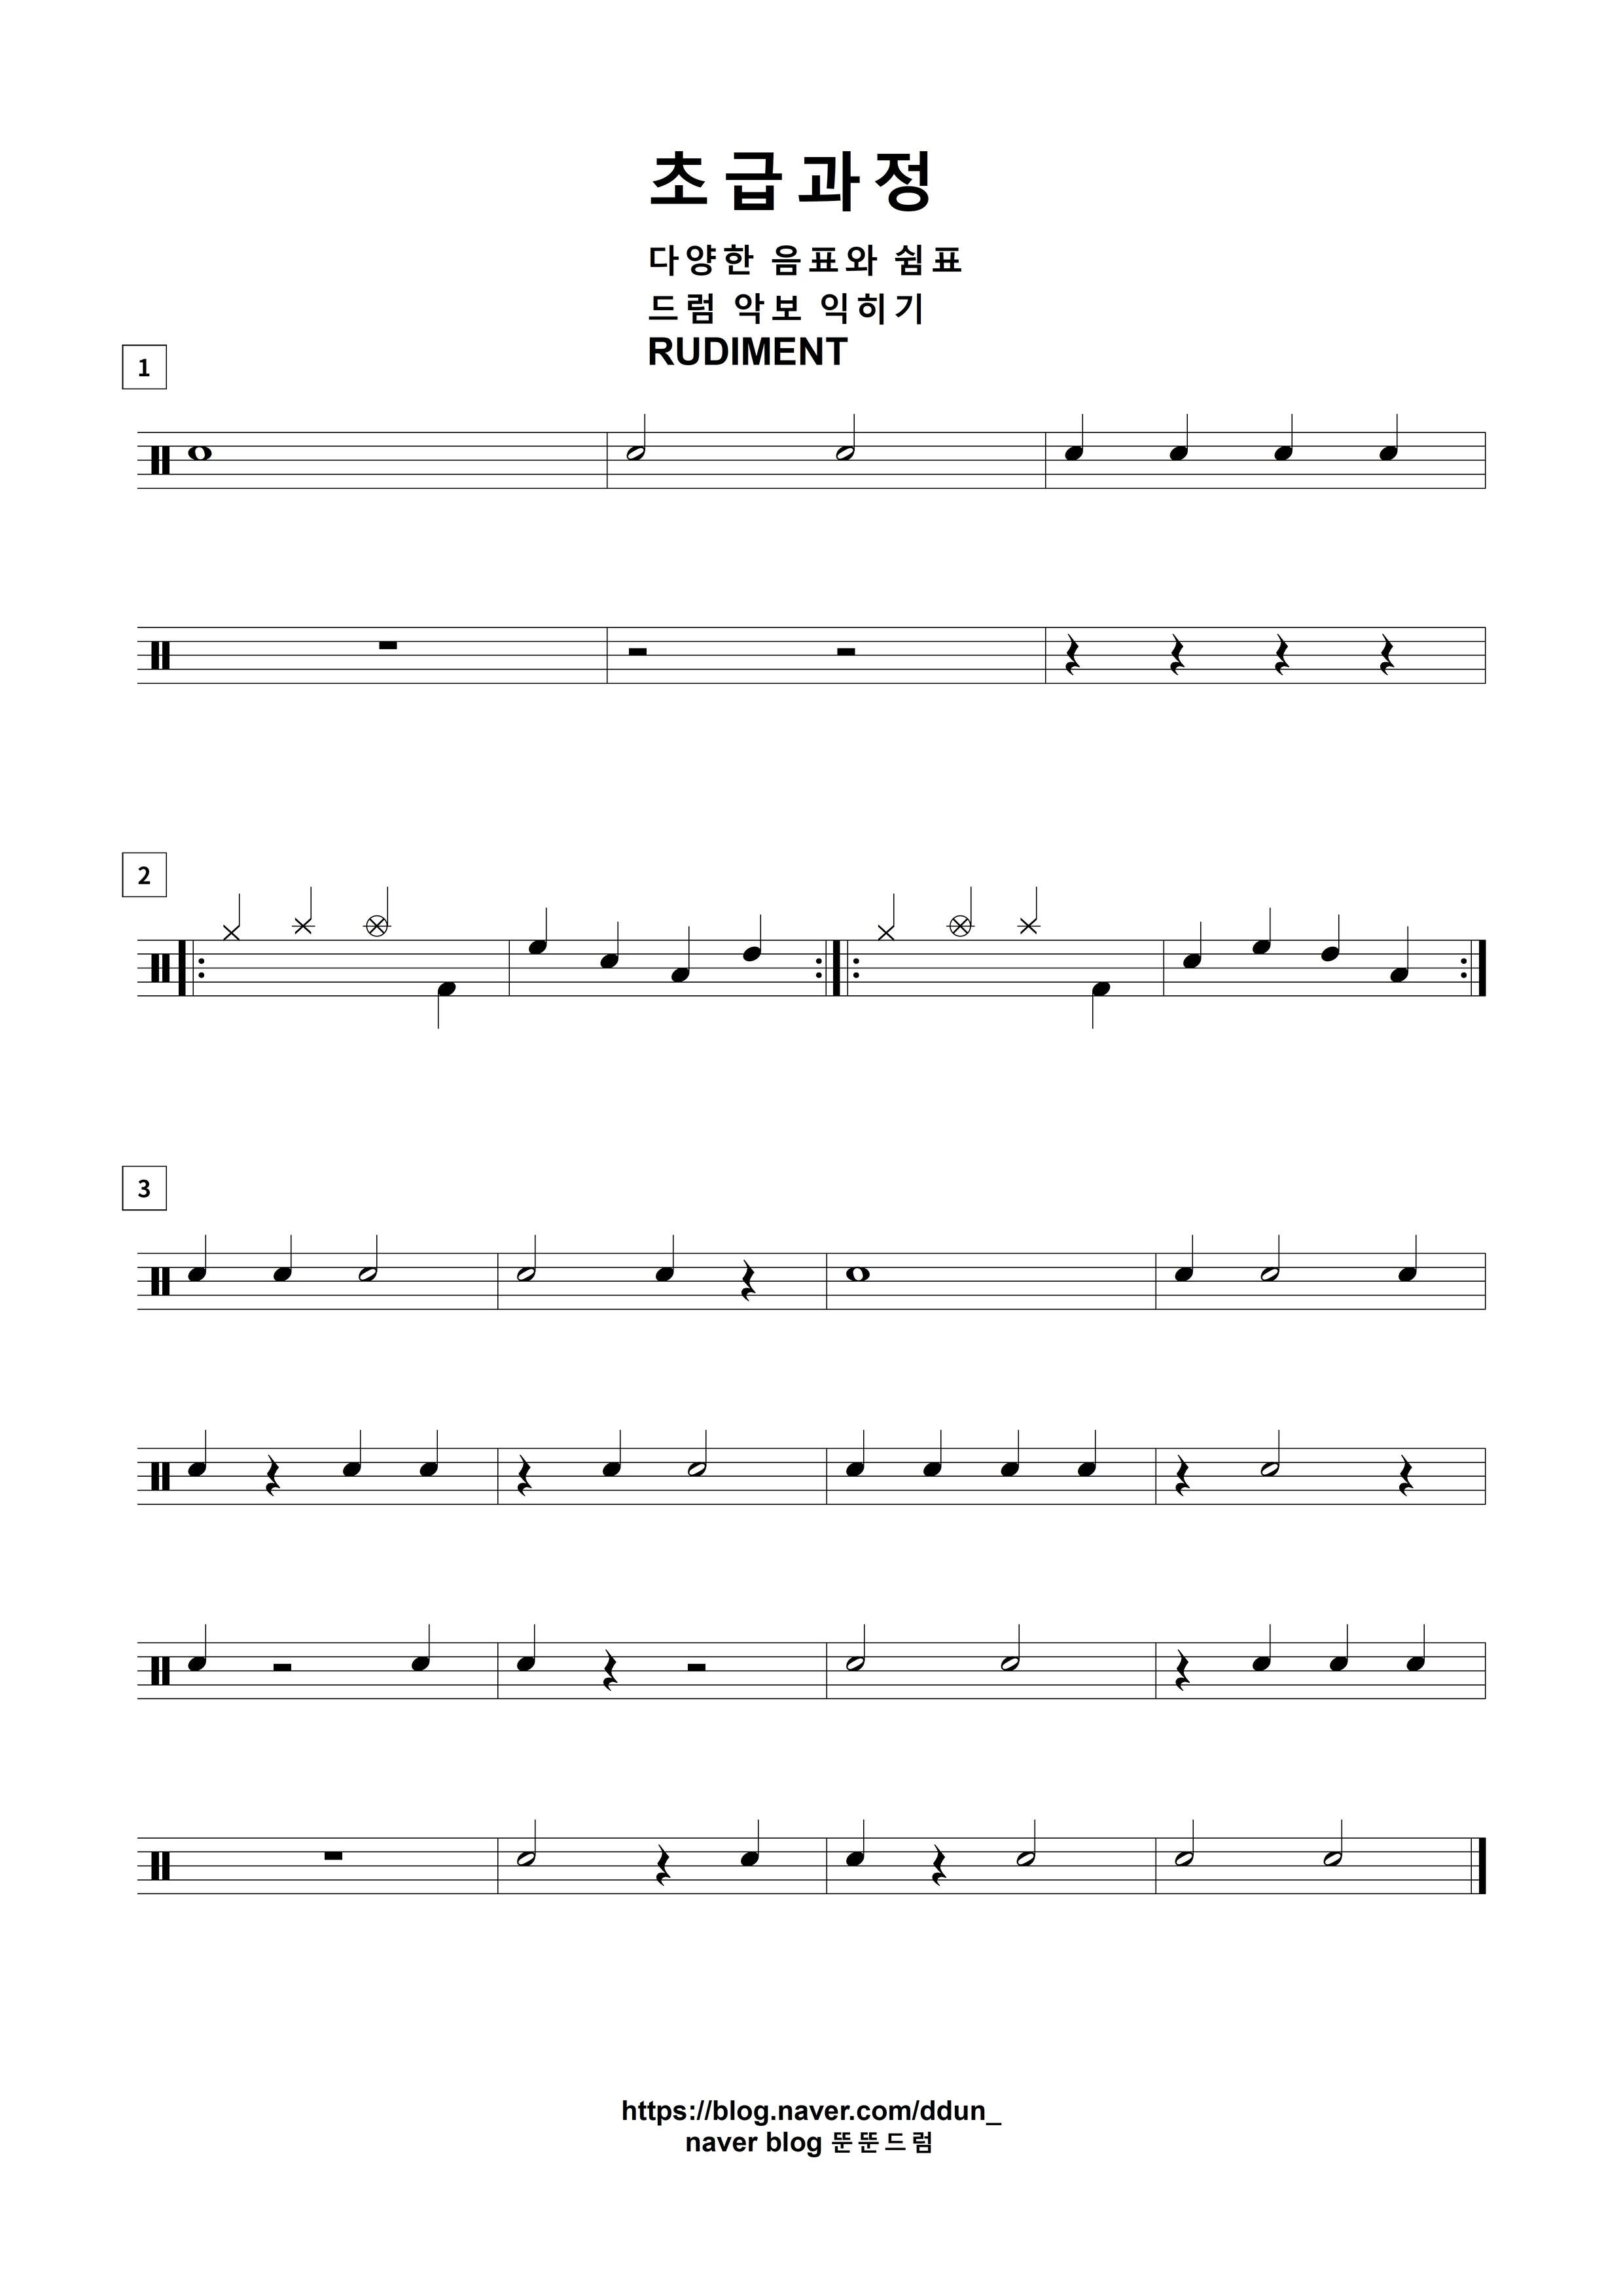 초급과정
다양한 음표와 쉼표
드럼 악보 익히기
RUDIMENT
1
2
3
https://blog.naver.com/ddun_
naver blog 뚠뚠드럼